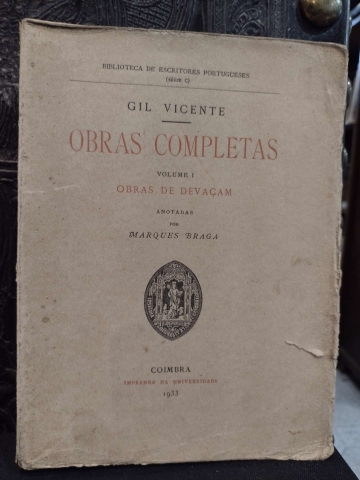 BIBLIOTECA DE ESCRITORES PORTUGUESES
(série C)
GIL VICENTE
OBRAS COMPLETAS
VOLUME I
OBRAS DE DEVAÇAM
ANOTADAS
POR
MARQUES BRAGA
COIMBRA
IMPRENSA DA UNIVERSIDADE
1933